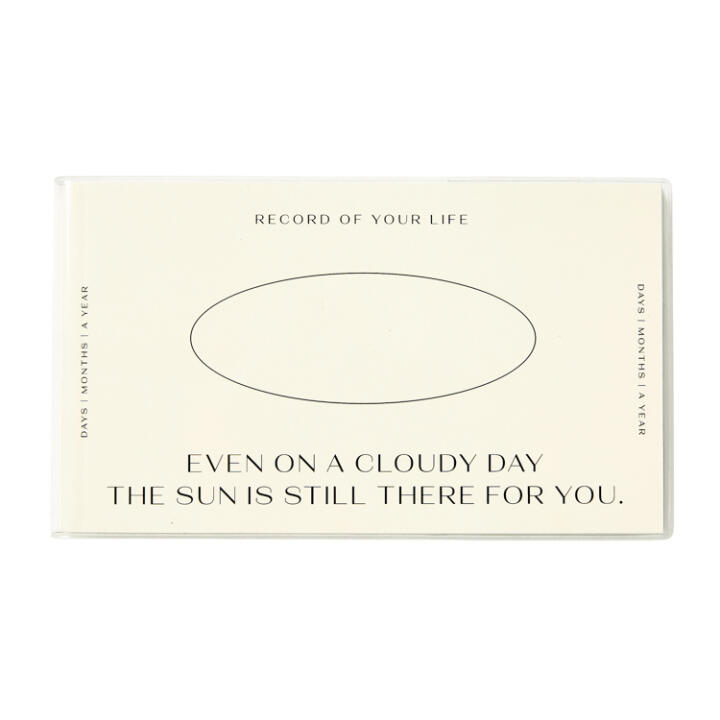 RECORD OF YOUR LIFE
DAYS | MONTHS | A YEAR
DAYS | MONTHS | A YEAR
EVEN ON A CLOUDY DAY
THE SUN IS STILL THERE FOR YOU.